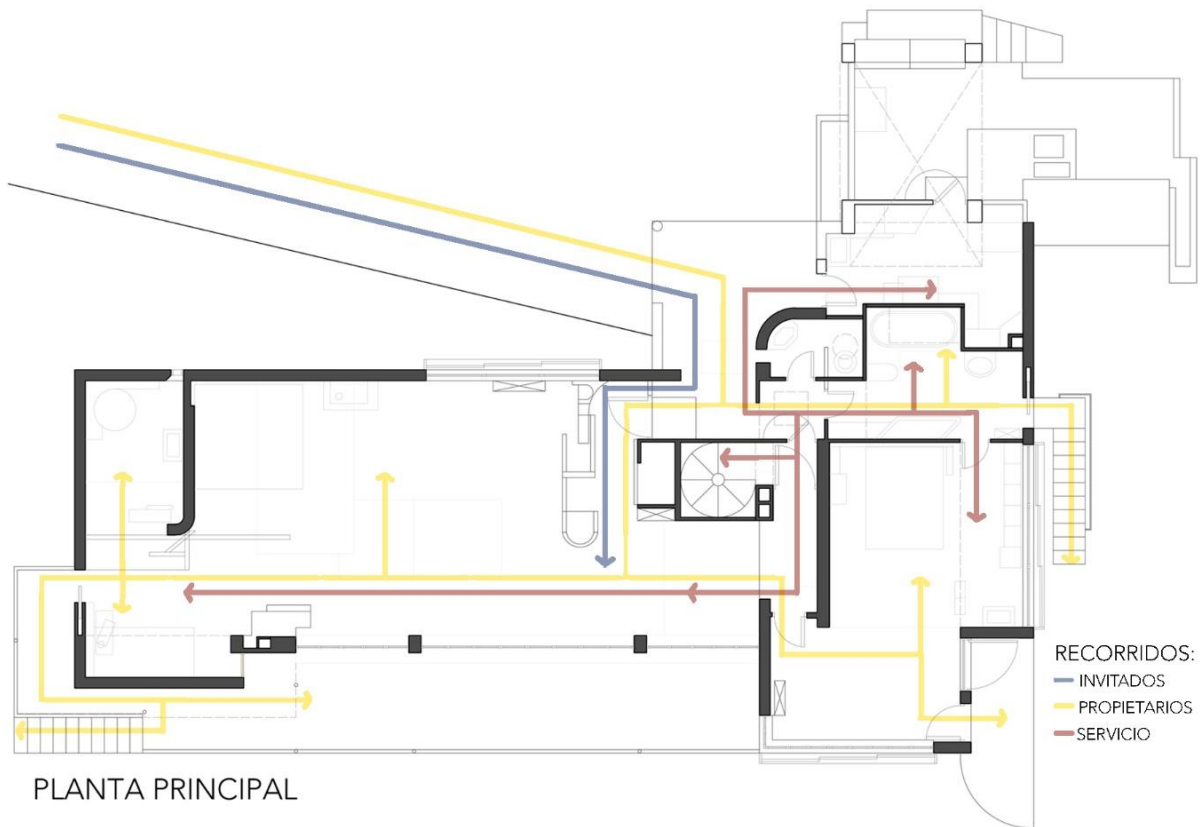 RECORRIDOS:
INVITADOS
PROPIETARIOS
SERVICIO
PLANTA PRINCIPAL